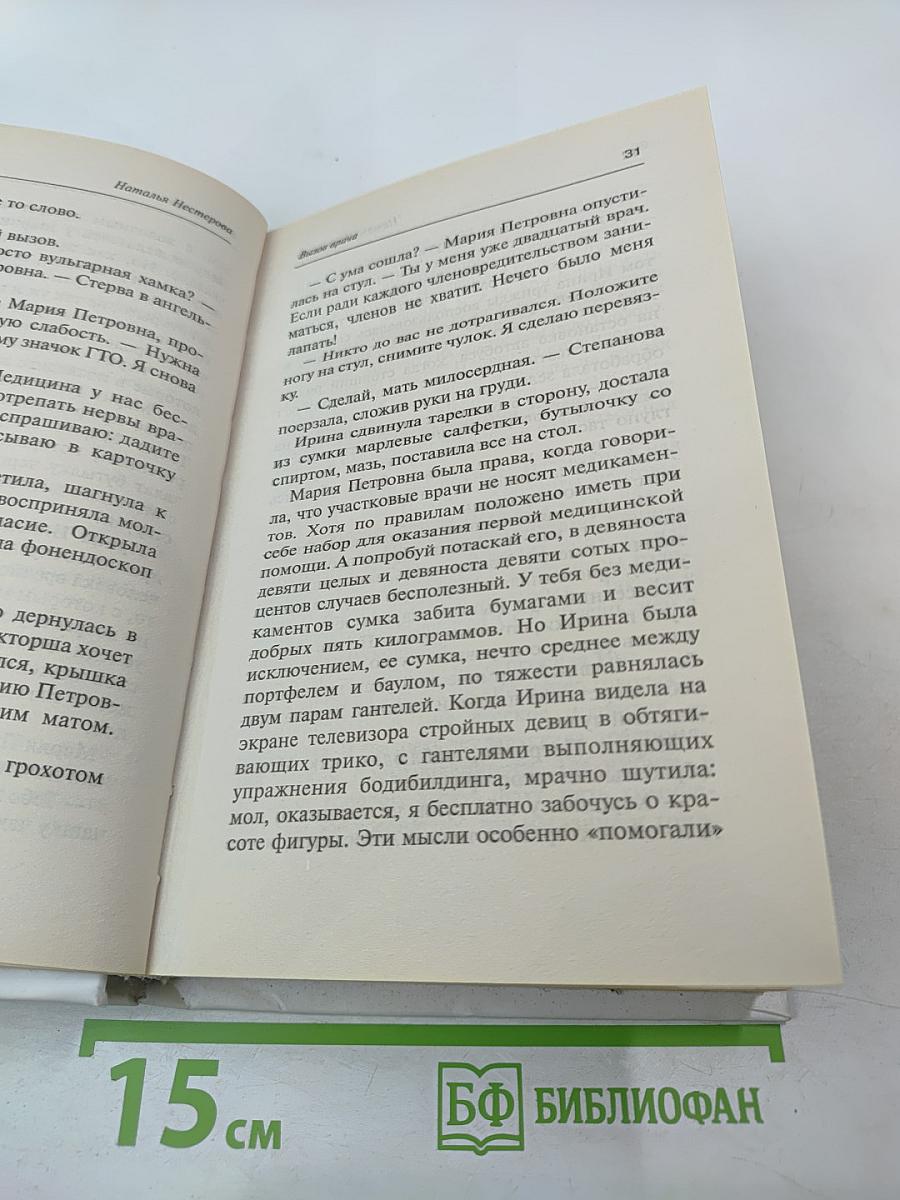 Наталья Нестерова
е то слово.
й вызов.
осто вульгарная хамка? —
ровна. — Стерва в ангель-
Мария Петровна, про-
ую слабость. — Нужна
му значок ГТО. Я снова
Медицина у нас бес-
отрепать нервы вра-
спрашиваю: дадите
сываю в карточку
етила, шагнула к
восприняла мол-
ласие. Открыла
ла фонендоскоп
о дернулась в
кторша хочет
лся, крышка
ию Петров-
им матом.
грохотом
Вызов врача
31
— С ума сошла? — Мария Петровна опусти-
лась на стул. — Ты у меня уже двадцатый врач.
Если ради каждого членовредительством зани-
маться, членов не хватит. Нечего было меня
лапать!
— Никто до вас не дотрагивался. Положите
ногу на стул, снимите чулок. Я сделаю перевяз-
ку.
— Сделай, мать милосердная. — Степанова
поерзала, сложив руки на груди.
Ирина сдвинула тарелки в сторону, достала
из сумки марлевые салфетки, бутылочку со
спиртом, мазь, поставила все на стол.
Мария Петровна была права, когда говори-
ла, что участковые врачи не носят медикамен-
тов. Хотя по правилам положено иметь при
себе набор для оказания первой медицинской
помощи. А попробуй потаскай его, в девяноста
девяти целых и девяноста девяти сотых про-
центов случаев бесполезный. У тебя без меди-
каментов сумка забита бумагами и весит
добрых пять килограммов. Но Ирина была
исключением, ее сумка, нечто среднее между
портфелем и баулом, по тяжести равнялась
двум парам гантелей. Когда Ирина видела на
экране телевизора стройных девиц в обтяги-
вающих трико, с гантелями выполняющих
упражнения бодибилдинга, мрачно шутила:
мол, оказывается, я бесплатно забочусь о кра-
соте фигуры. Эти мысли особенно «помогали»
15 см
БФ БИБЛИОФАН